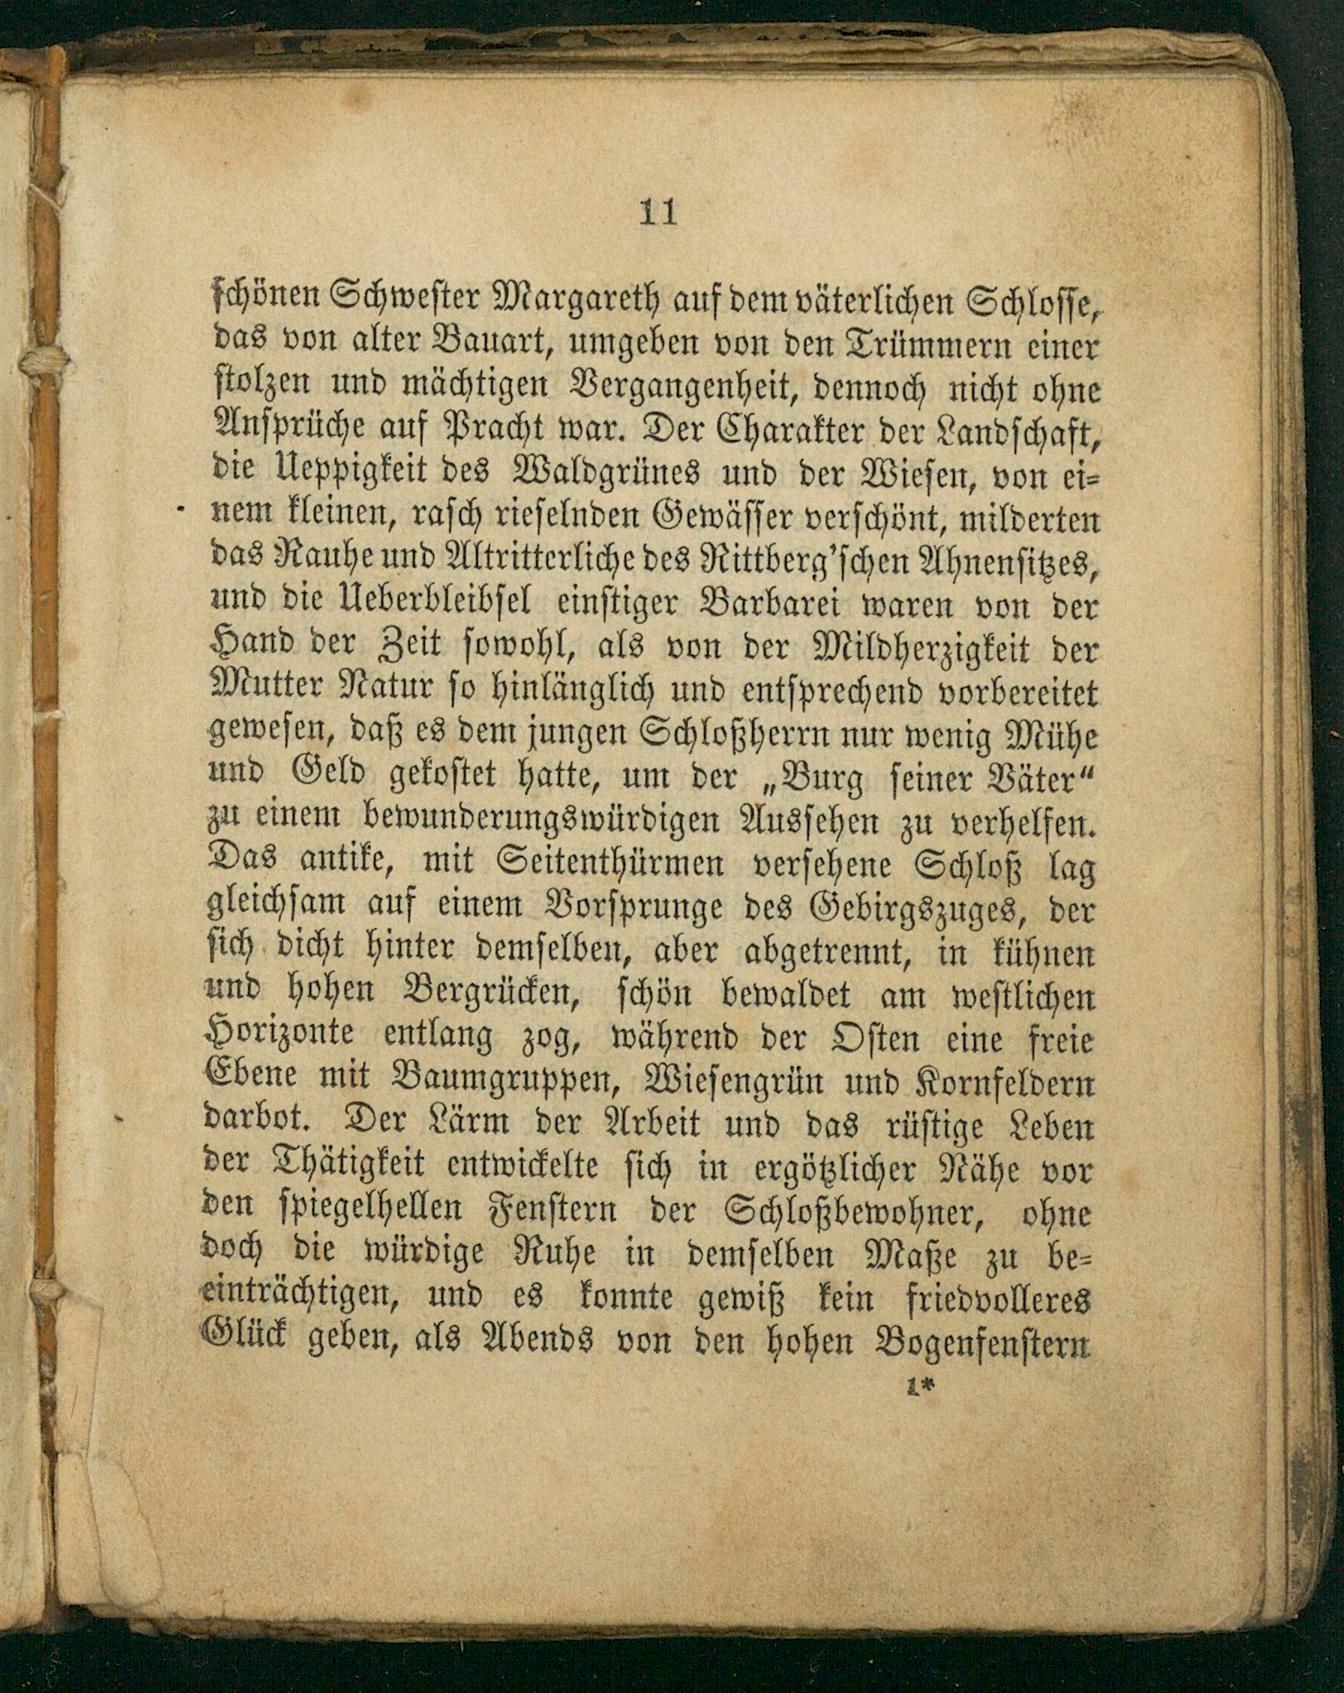 11
schönen Schwester Margareth auf dem väterlichen Schlosse,
das von alter Bauart, umgeben von den Trümmern einer
stolzen und mächtigen Vergangenheit, dennoch nicht ohne
Ansprüche auf Pracht war. Der Charakter der Landschaft,
die Ueppigkeit des Waldgrünes und der Wiesen, von ei-
nem kleinen, rasch rieselnden Gewässer verschönt, milderten
das Rauhe und Altritterliche des Rittberg'schen Ahnensitzes,
und die Ueberbleibsel einstiger Barbarei waren von der
Hand der Zeit sowohl, als von der Mildherzigkeit der
Mutter Natur so hinlänglich und entsprechend vorbereitet
gewesen, daß es dem jungen Schloßherrn nur wenig Mühe
und Geld gekostet hatte, um der „Burg seiner Väter“
zu einem bewunderungswürdigen Aussehen zu verhelfen.
Das antike, mit Seitenthürmen versehene Schloß lag
gleichsam auf einem Vorsprunge des Gebirgszuges, der
sich dicht hinter demselben, aber abgetrennt, in kühnen
und hohen Bergrücken, schön bewaldet am westlichen
Horizonte entlang zog, während der Osten eine freie
Ebene mit Baumgruppen, Wiesengrün und Kornfeldern
darbot. Der Lärm der Arbeit und das rüstige Leben
der Thätigkeit entwickelte sich in ergötzlicher Nähe vor
den spiegelhellen Fenstern der Schloßbewohner, ohne
doch die würdige Ruhe in demselben Maße zu be-
einträchtigen, und es konnte gewiß kein friedvolleres
Glück geben, als Abends von den hohen Bogenfenstern
1*